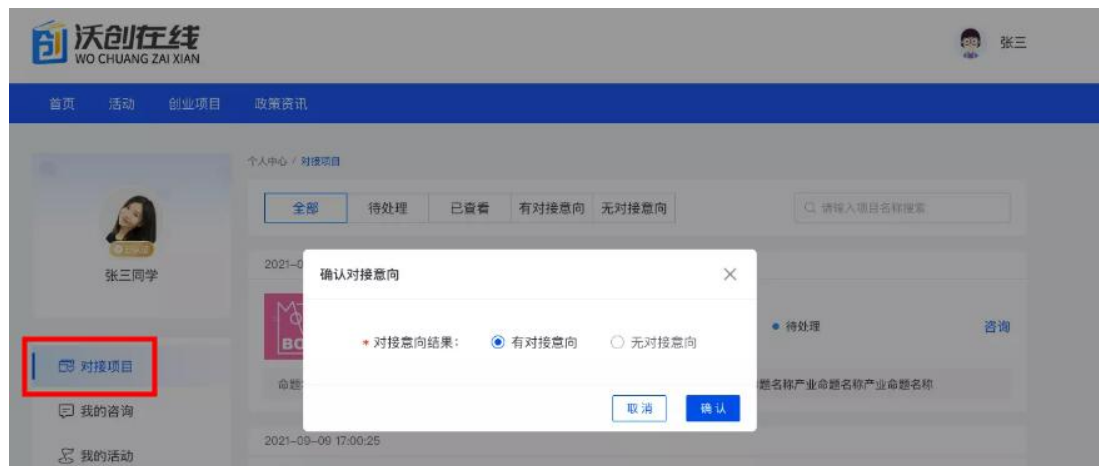 沃创在线
WO CHUANG ZAI XIAN
张三
首页 活动 创业项目 政策资讯
个人中心 / 对接项目
全部 待处理 已查看 有对接意向 无对接意向 请输入项目名称搜索
张三同学
2021-0
确认对接意向
BO
* 对接意向结果： 有对接意向 无对接意向
待处理 咨询
对接项目
命题 题名称产业命题名称产业命题名称
取消 确认
我的咨询
2021-09-09 17:00:25
我的活动